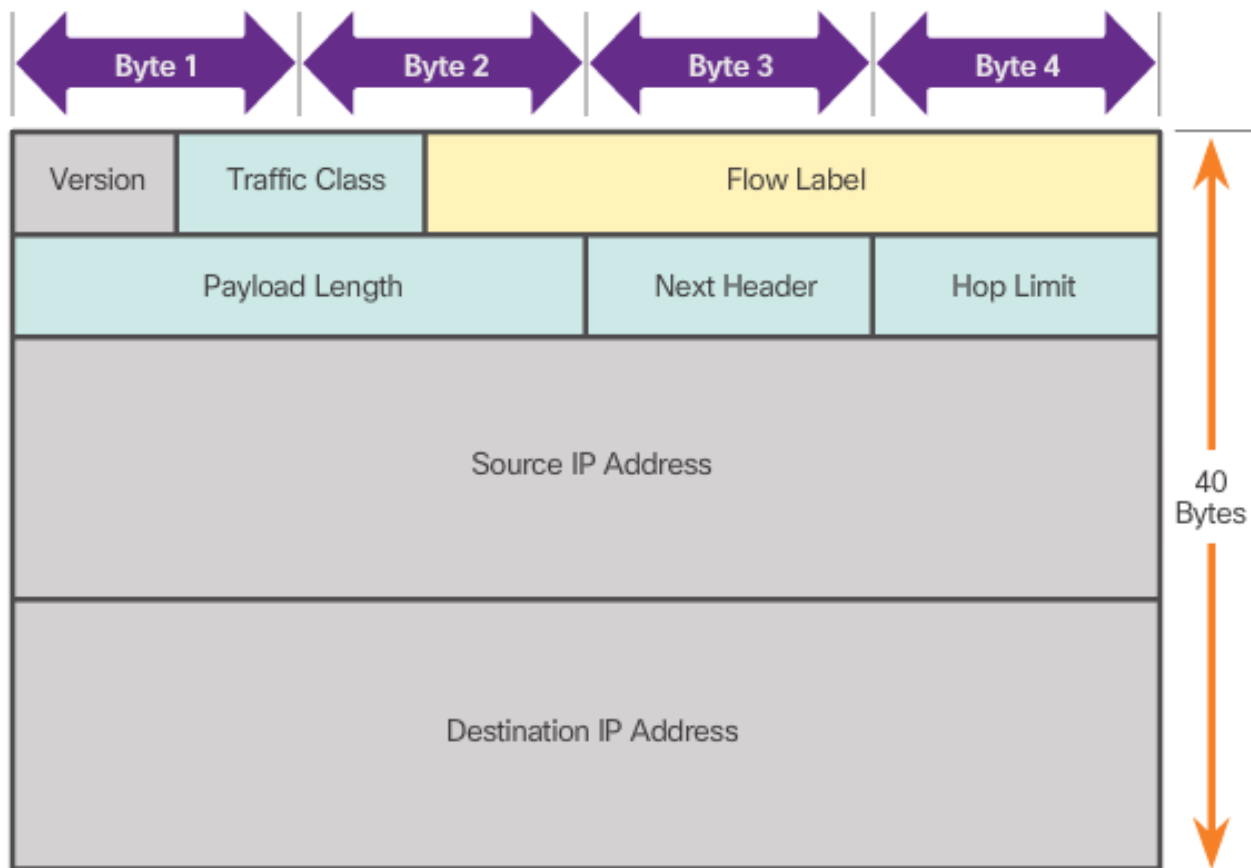 Byte 1 Byte 2 Byte 3 Byte 4
Version Traffic Class Flow Label
Payload Length Next Header Hop Limit
Source IP Address
40
Bytes
Destination IP Address